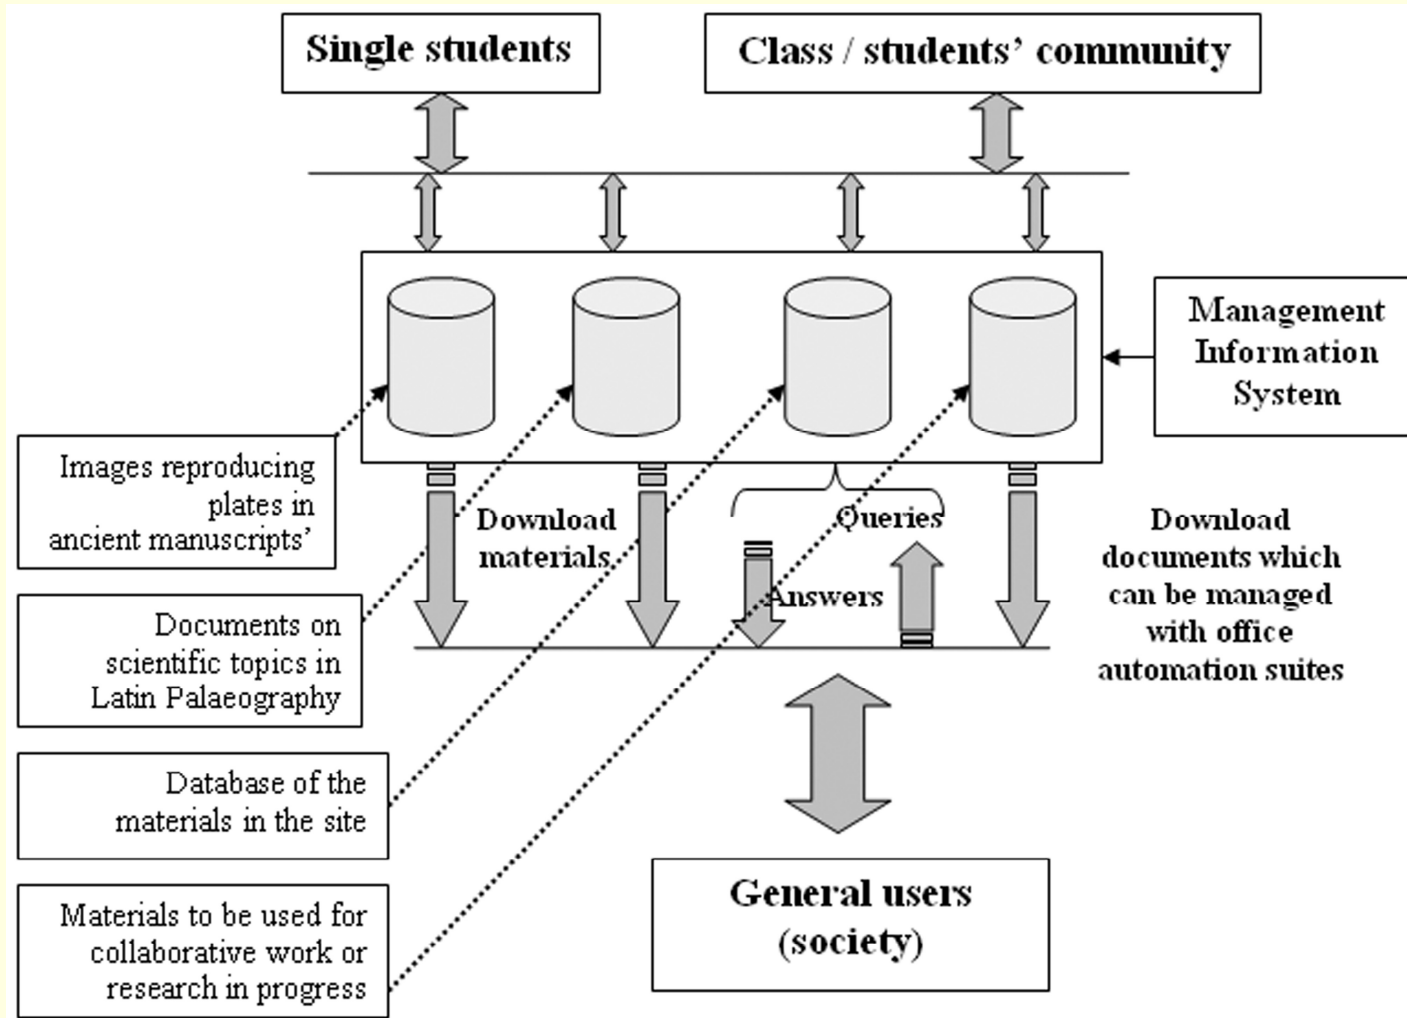 Single students
Class / students' community
Management
Information
System
Images reproducing
plates in
ancient manuscripts'
Download
materials
Queries
Answers
Download
documents which
can be managed
with office
automation suites
Documents on
scientific topics in
Latin Palaeography
Database of the
materials in the site
Materials to be used for
collaborative work or
research in progress
General users
(society)